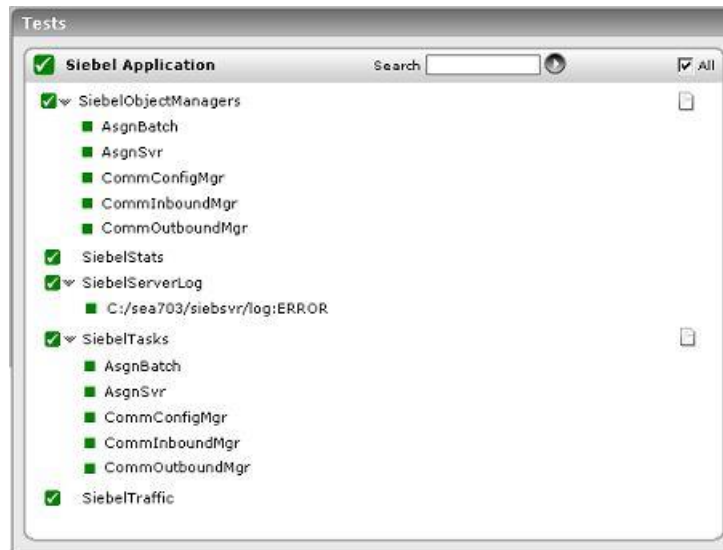 Tests
Siebel Application Search All
SiebelObjectManagers
AsgnBatch
AsgnSvr
CommConfigMgr
CommInboundMgr
CommOutboundMgr
SiebelStats
SiebelServerLog
C:/sea703/siebsvr/log:ERROR
SiebelTasks
AsgnBatch
AsgnSvr
CommConfigMgr
CommInboundMgr
CommOutboundMgr
SiebelTraffic